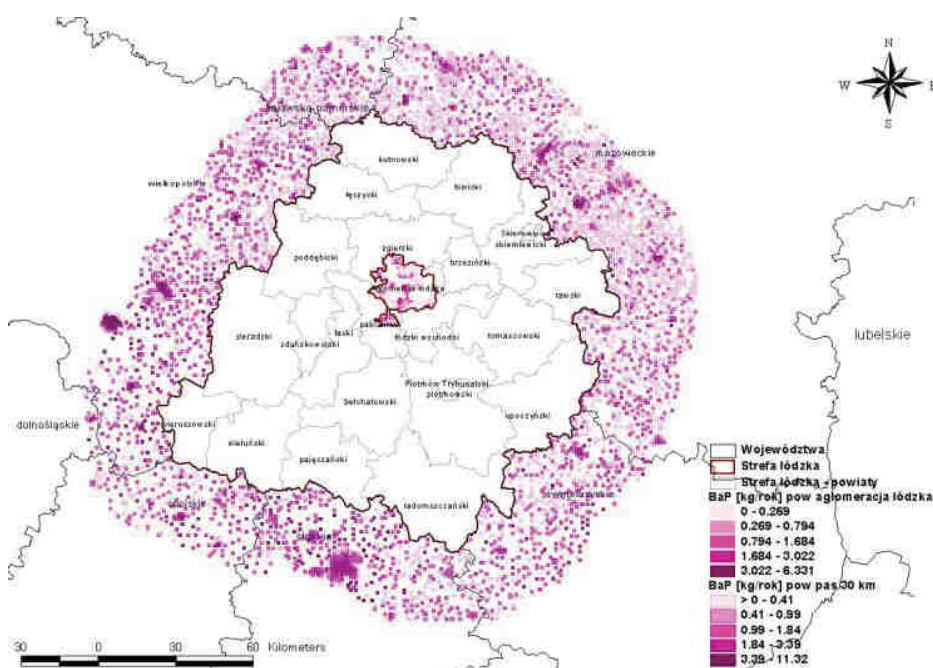 N
W E
S
mazowieckie
wielkopolskie
kutnowski
łęczycki
łowicki
skierniewicki
zgierski
brzeziński
poddębicki
rawski
sieradzki
zduńskowolski
łaski
łódzki wschodni
tomaszowski
lubelskie
Piotrków Trybunalski
piotrkowski
bełchatowski
opoczyński
dolnośląskie
wieruszowski
wieluński
pajęczański
radomszczański
Województwa
Strefa łódzka
Strefa łódzka - powiaty
BaP [kg/rok] pow aglomeracja łódzka
0 - 0.269
0.269 - 0.794
0.794 - 1.684
1.684 - 3.022
3.022 - 6.331
BaP [kg/rok] pow pas 30 km
> 0 - 0.41
0.41 - 0.99
0.99 - 1.84
1.84 - 3.39
3.39 - 11.32
30 0 30 60 Kilometers